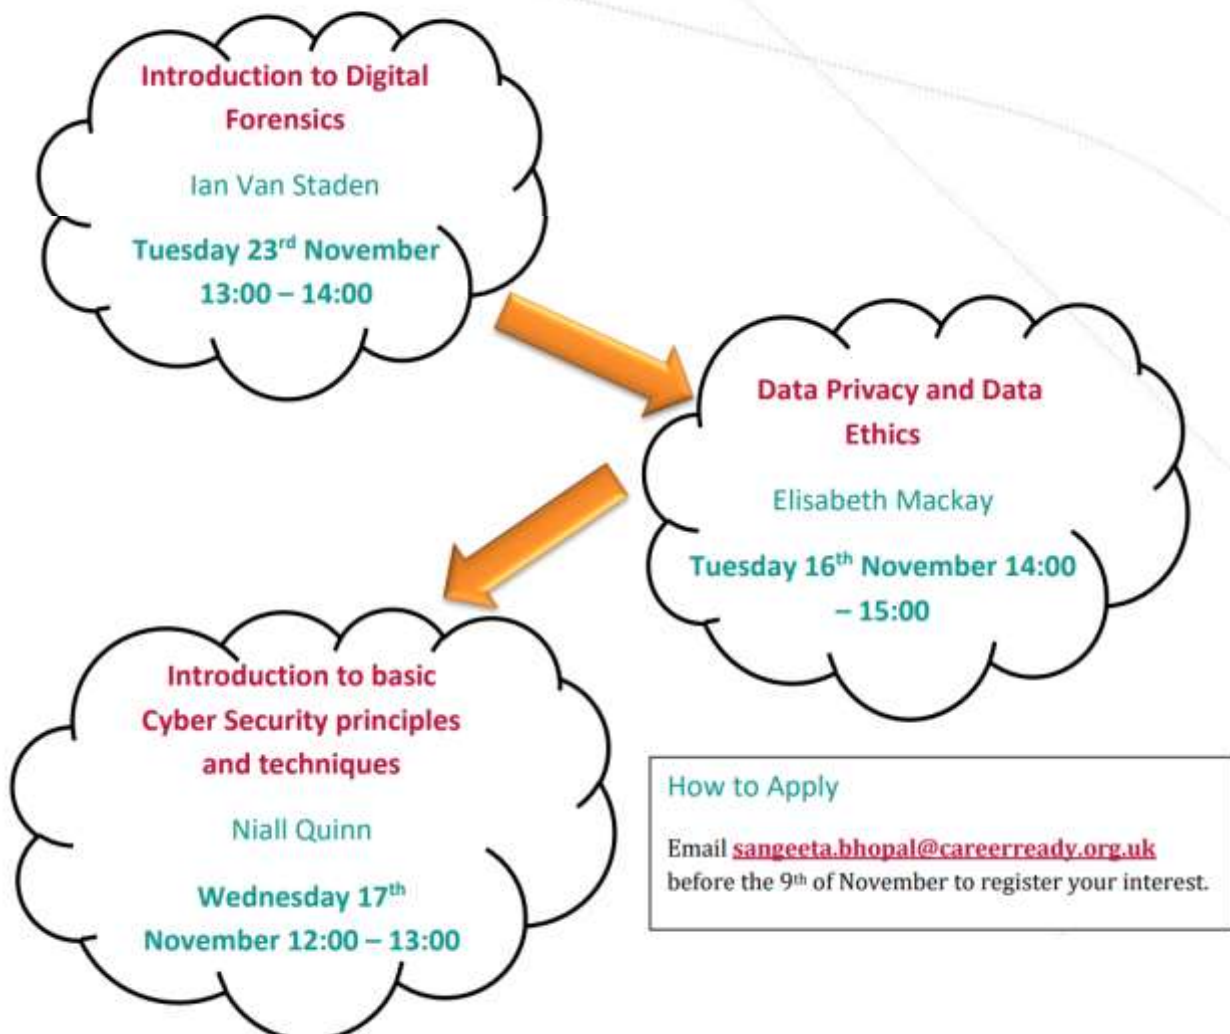 Introduction to Digital
Forensics
Ian Van Staden
Tuesday 23rd November
13:00 – 14:00
Data Privacy and Data
Ethics
Elisabeth Mackay
Tuesday 16th November 14:00
– 15:00
Introduction to basic
Cyber Security principles
and techniques
Niall Quinn
Wednesday 17th
November 12:00 – 13:00
How to Apply
Email sangeeta.bhopal@careerready.org.uk
before the 9th of November to register your interest.